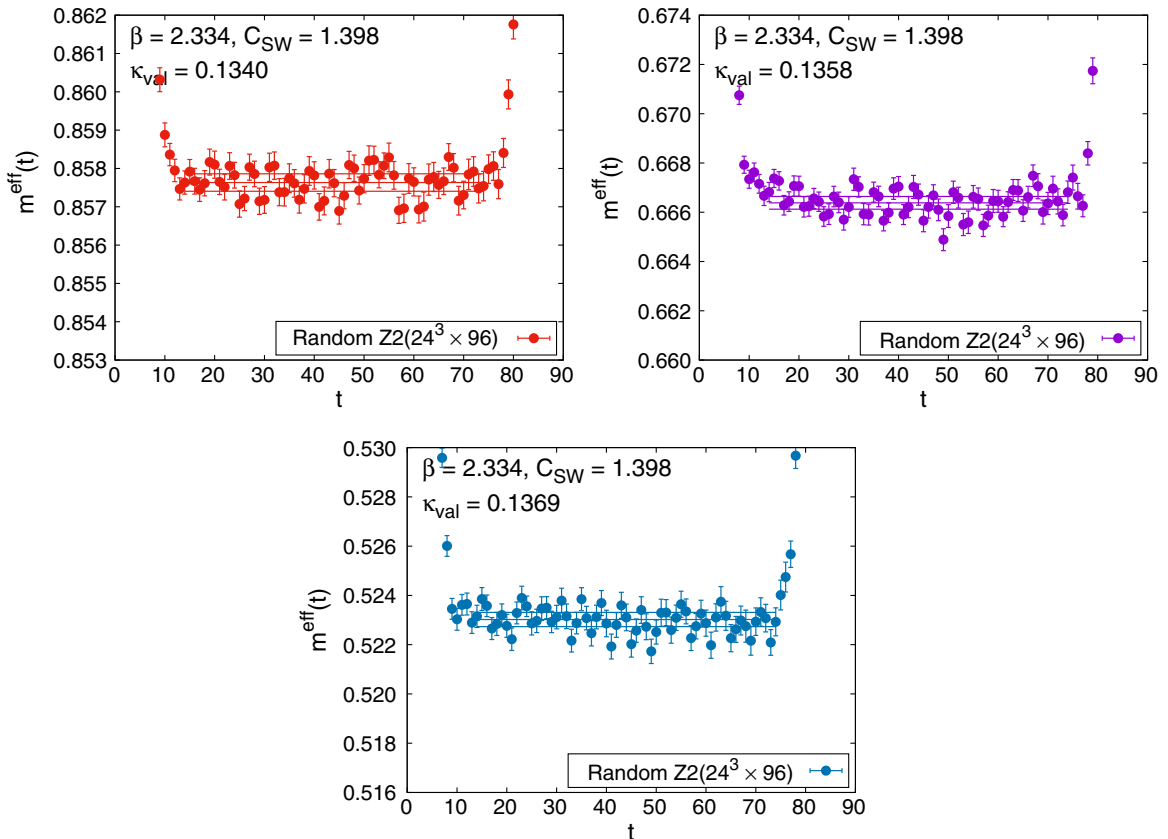 0.862
0.861
0.860
0.859
0.858
0.857
0.856
0.855
0.854
0.853
m^eff(t)
β = 2.334, C_SW = 1.398
κ_val = 0.1340
Random Z2(24³ × 96)
0 10 20 30 40 50 60 70 80 90
t
0.674
0.672
0.670
0.668
0.666
0.664
0.662
0.660
m^eff(t)
β = 2.334, C_SW = 1.398
κ_val = 0.1358
Random Z2(24³ × 96)
0 10 20 30 40 50 60 70 80 90
t
0.530
0.528
0.526
0.524
0.522
0.520
0.518
0.516
m^eff(t)
β = 2.334, C_SW = 1.398
κ_val = 0.1369
Random Z2(24³ × 96)
0 10 20 30 40 50 60 70 80 90
t